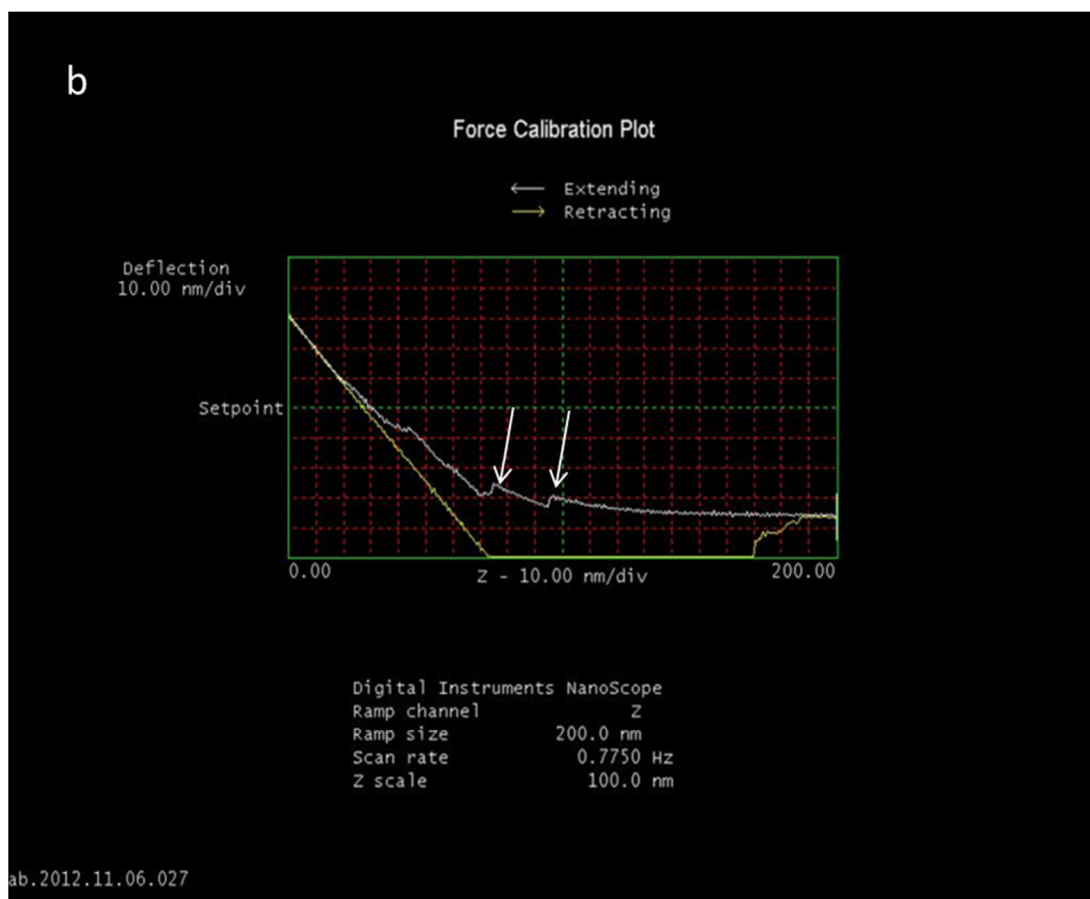 b
Force Calibration Plot
Extending
Retracting
Deflection
10.00 nm/div
Setpoint
0.00
Z - 10.00 nm/div
200.00
Digital Instruments NanoScope
Ramp channel Z
Ramp size 200.0 nm
Scan rate 0.7750 Hz
Z scale 100.0 nm
ab.2012.11.06.027